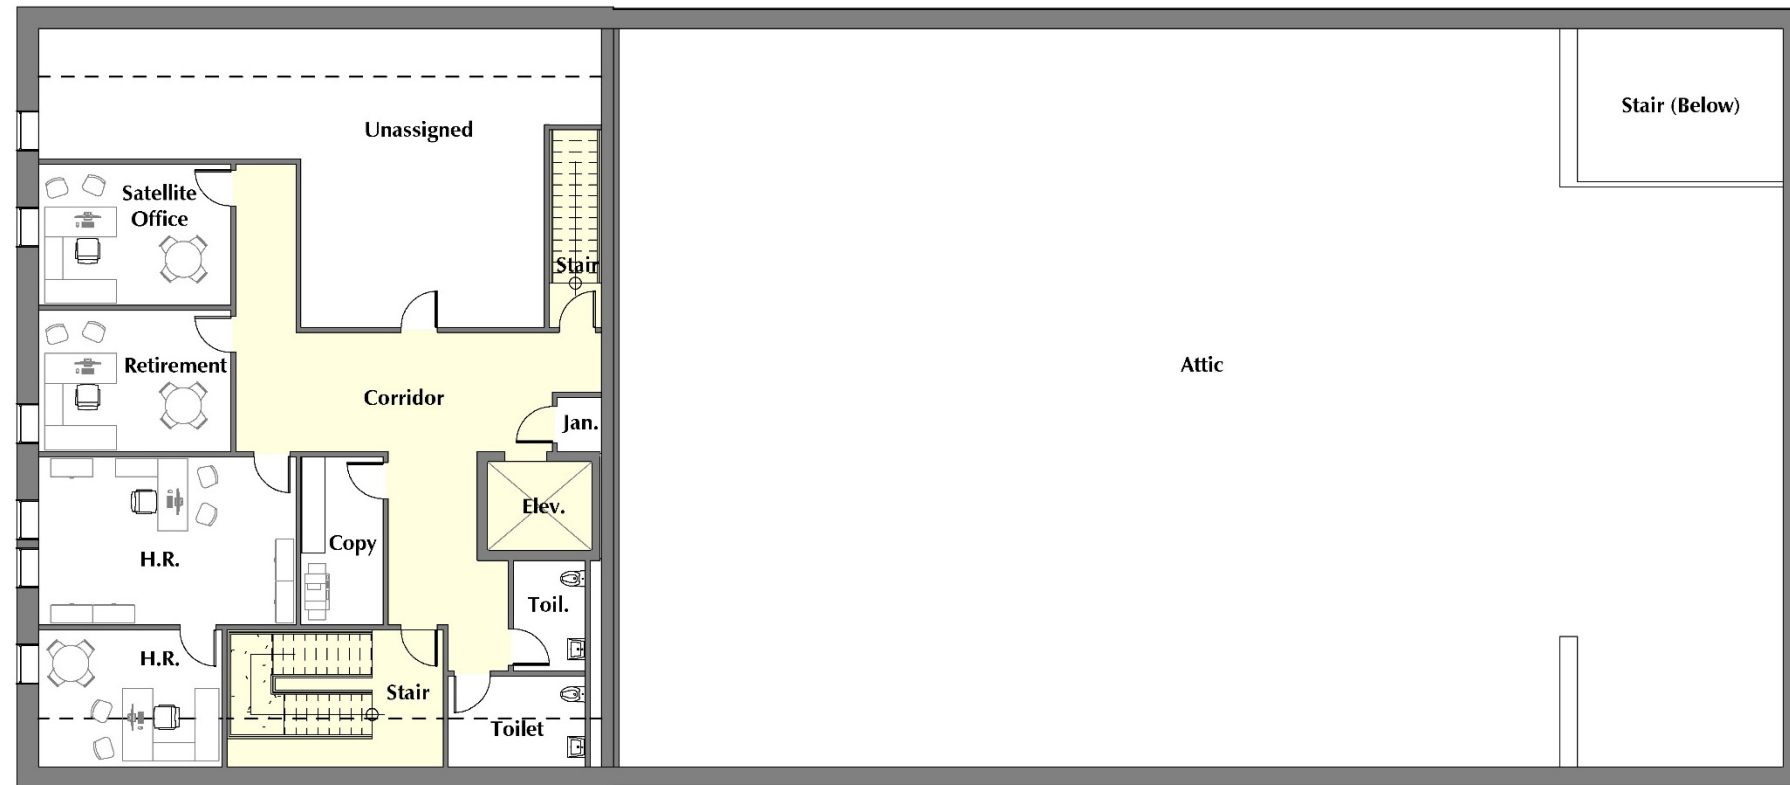 Stair (Below)
Unassigned
Satellite
Office
Stair
Retirement
Attic
Corridor
Jan.
Elev.
Copy
H.R.
Toil.
H.R.
Stair
Toilet